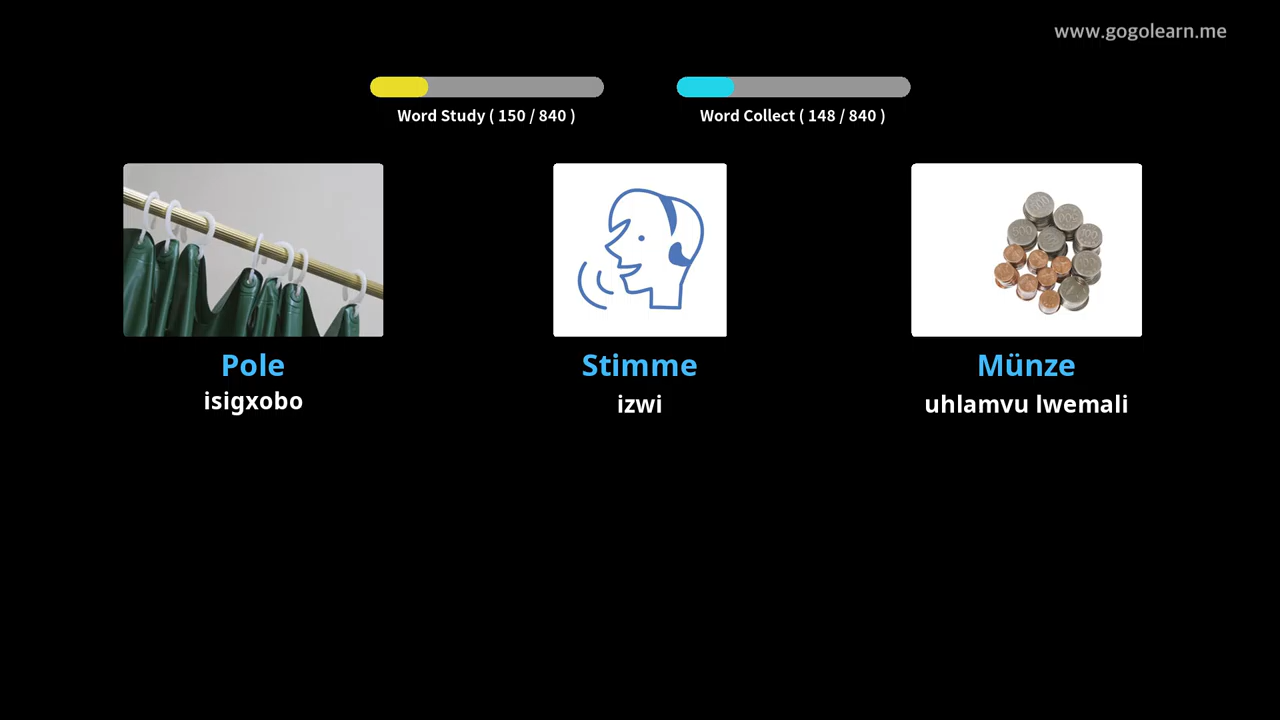 www.gogolearn.me
Word Study ( 150 / 840 )
Word Collect ( 148 / 840 )
Pole
isigxobo
Stimme
izwi
Münze
uhlamvu lwemali